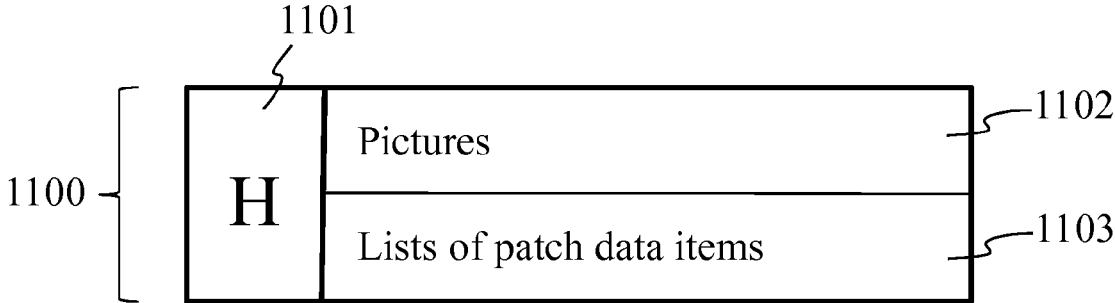 1101
1102
Pictures
1100
H
Lists of patch data items
1103